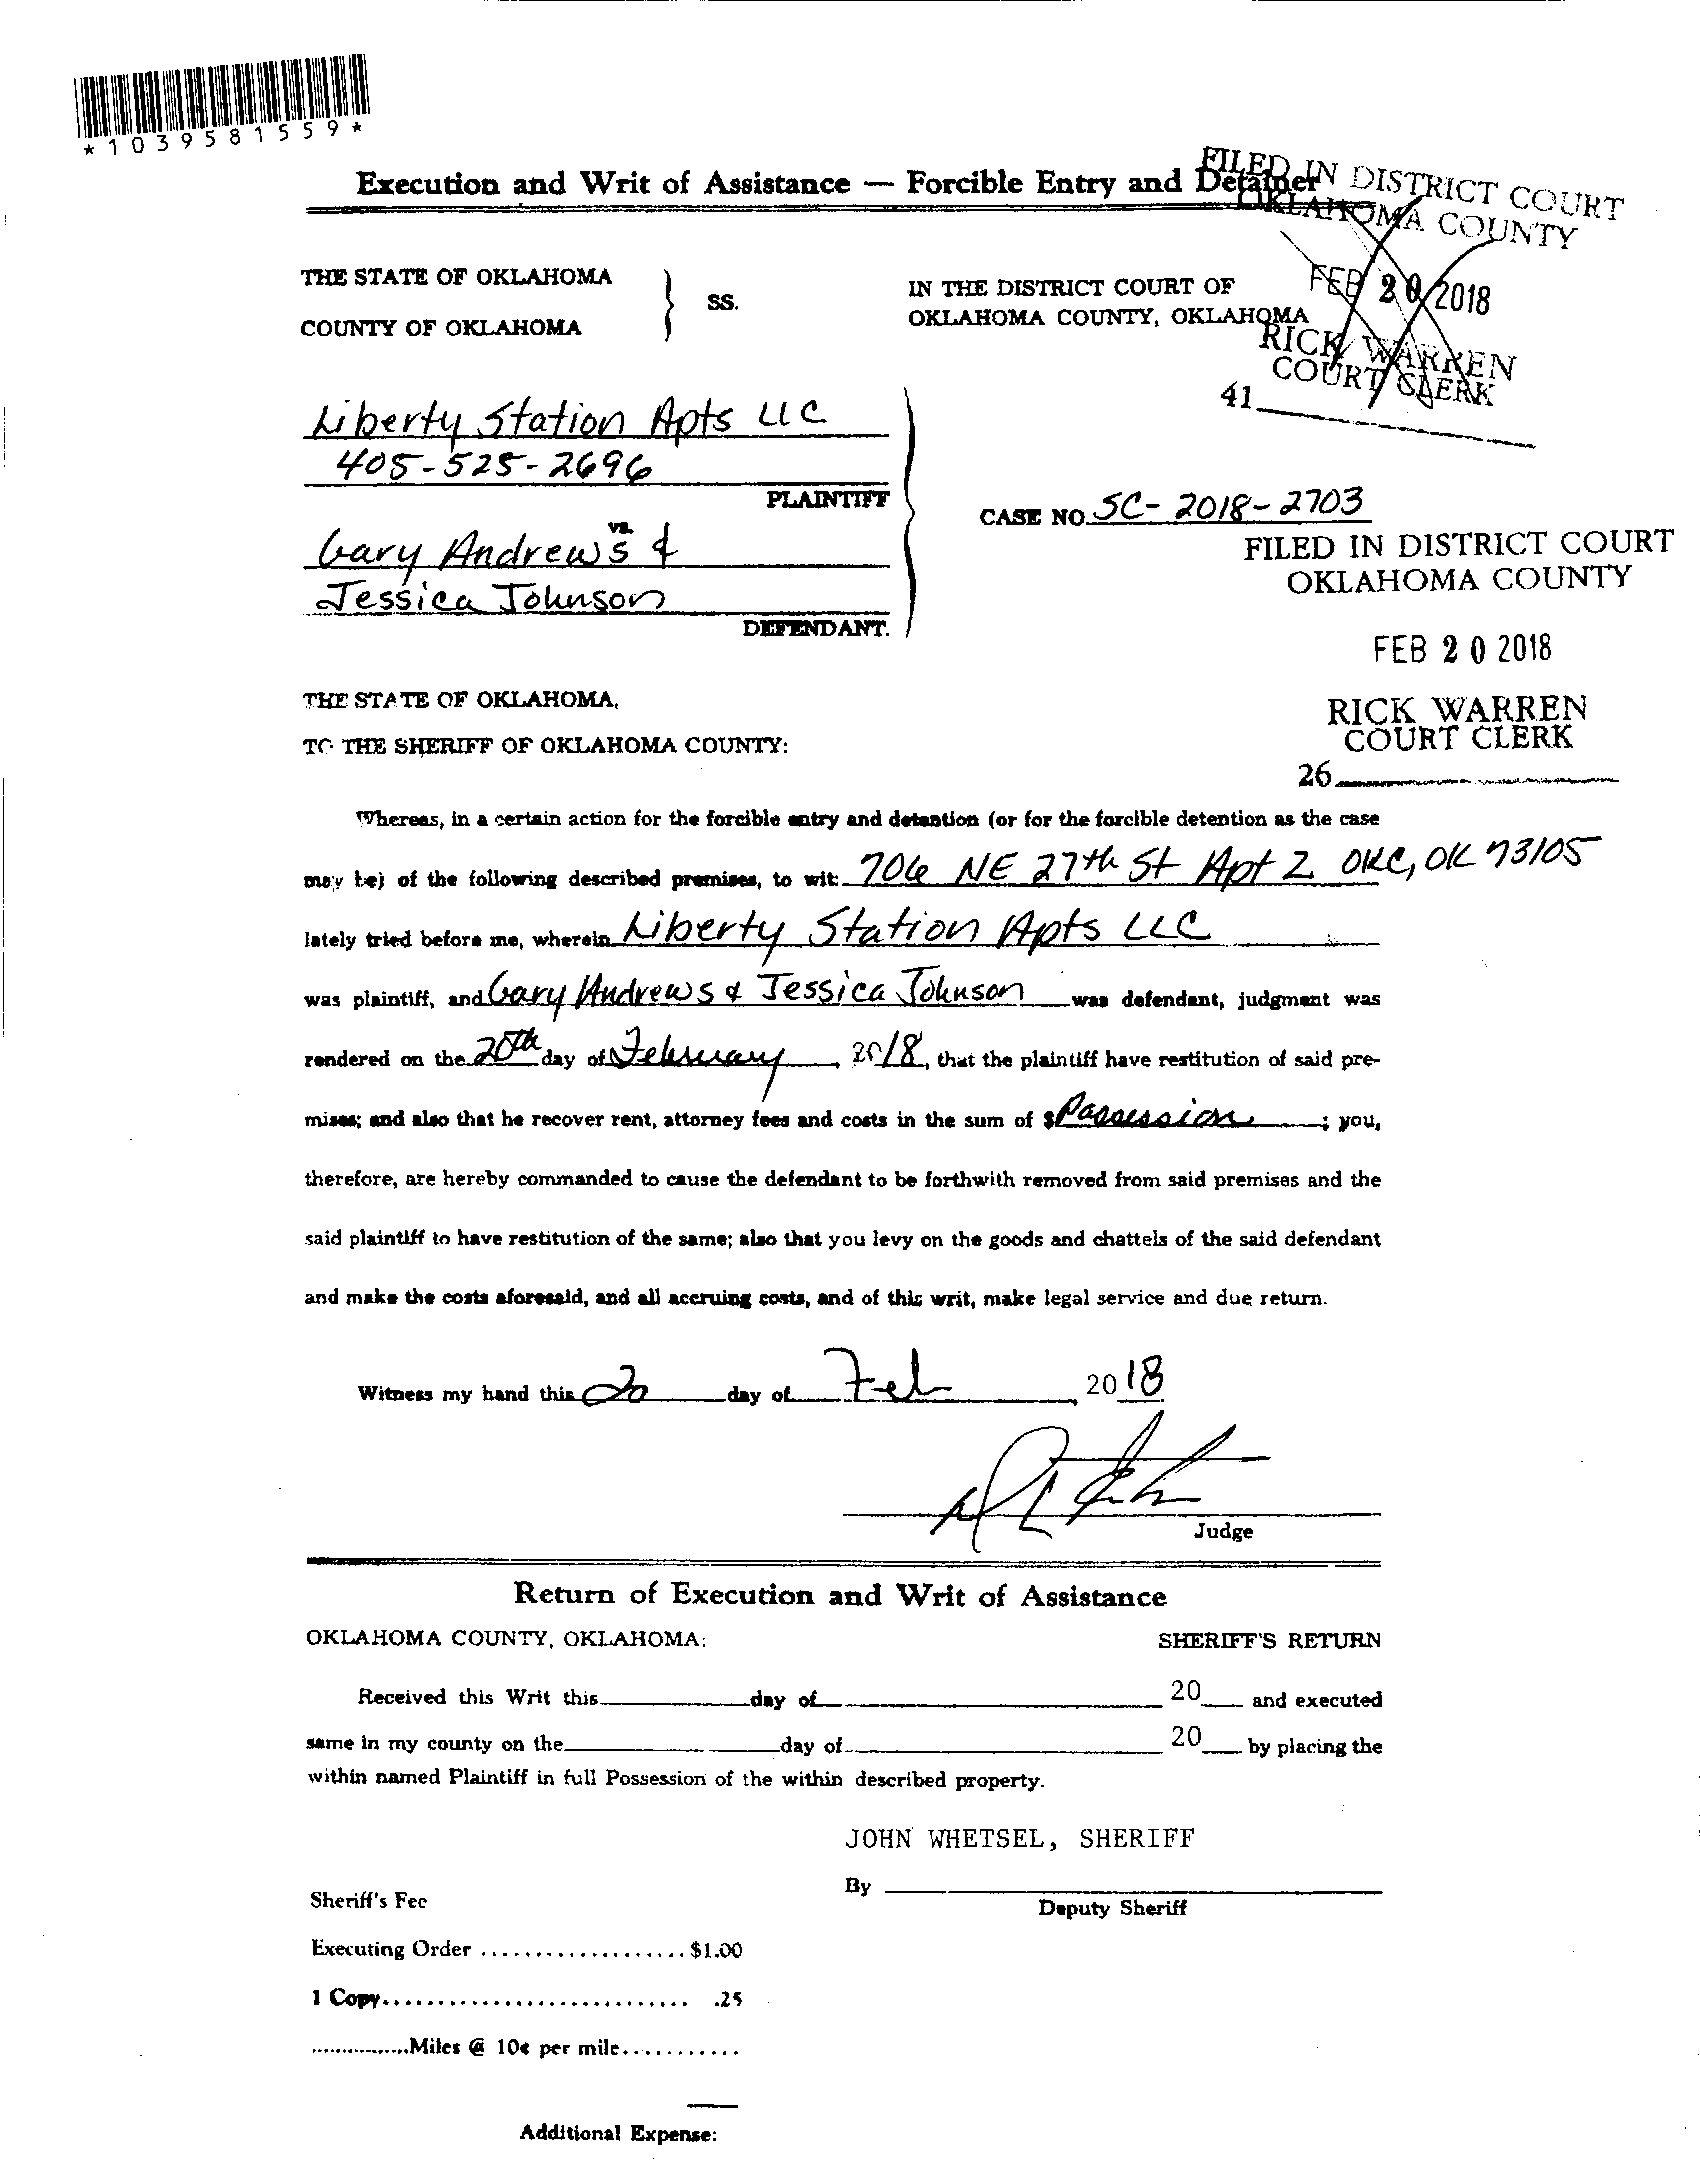 *1039581559*
Execution and Writ of Assistance — Forcible Entry and Detainer
FILED IN DISTRICT COURT
OKLAHOMA COUNTY
FEB 20 2018
RICK WARREN
COURT CLERK
41
THE STATE OF OKLAHOMA
COUNTY OF OKLAHOMA
SS.
IN THE DISTRICT COURT OF
OKLAHOMA COUNTY, OKLAHOMA
Liberty Station Apts LLC
405-525-2696
PLAINTIFF
vs.
Gary Andrews &
Jessica Johnson
DEFENDANT.
CASE NO. SC-2018-2703
FILED IN DISTRICT COURT
OKLAHOMA COUNTY
FEB 20 2018
RICK WARREN
COURT CLERK
26
THE STATE OF OKLAHOMA,
TO THE SHERIFF OF OKLAHOMA COUNTY:
Whereas, in a certain action for the forcible entry and detention (or for the forcible detention as the case
may be) of the following described premises, to wit: 706 NE 27th St Apt 2 OKC, OK 73105
lately tried before me, wherein Liberty Station Apts LLC
was plaintiff, and Gary Andrews & Jessica Johnson was defendant, judgment was
rendered on the 20th day of February, 2018, that the plaintiff have restitution of said pre-
mises; and also that he recover rent, attorney fees and costs in the sum of $ Possession; you,
therefore, are hereby commanded to cause the defendant to be forthwith removed from said premises and the
said plaintiff to have restitution of the same; also that you levy on the goods and chattels of the said defendant
and make the costs aforesaid, and all accruing costs, and of this writ, make legal service and due return.
Witness my hand this 20 day of Feb, 2018
Judge
Return of Execution and Writ of Assistance
OKLAHOMA COUNTY, OKLAHOMA:
SHERIFF'S RETURN
Received this Writ this ____ day of ____ 20__ and executed
same in my county on the ____ day of ____ 20__ by placing the
within named Plaintiff in full Possession of the within described property.
JOHN WHETSEL, SHERIFF
By
Deputy Sheriff
Sheriff's Fee
Executing Order ................... $1.00
1 Copy............................ .25
................Miles @ 10¢ per mile...........
Additional Expense: